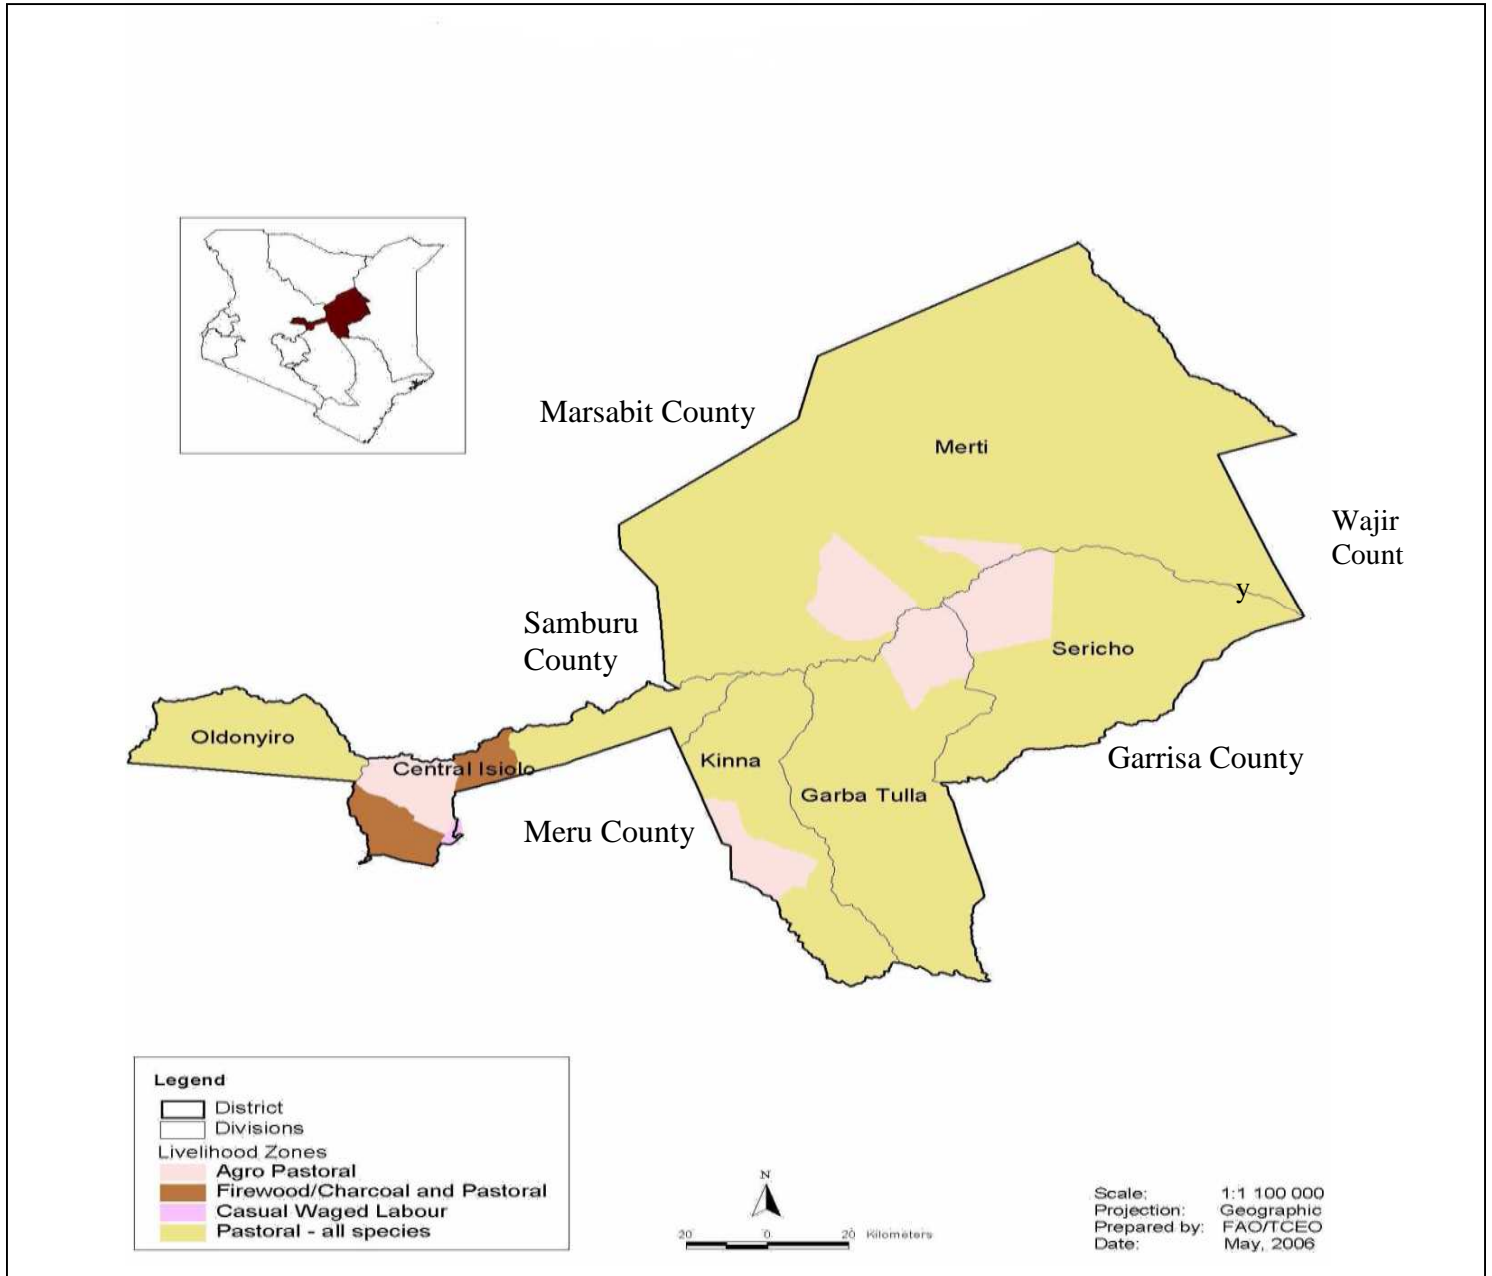 Marsabit County
Merti
Wajir
Count
y
Samburu
County
Sericho
Oldonyiro
Central Isiolo
Kinna
Garba Tulla
Garrisa County
Meru County
Legend
District
Divisions
Livelihood Zones
Agro Pastoral
Firewood/Charcoal and Pastoral
Casual Waged Labour
Pastoral - all species
N
20 0 20 Kilometers
Scale: 1:1 100 000
Projection: Geographic
Prepared by: FAO/TCEO
Date: May, 2006